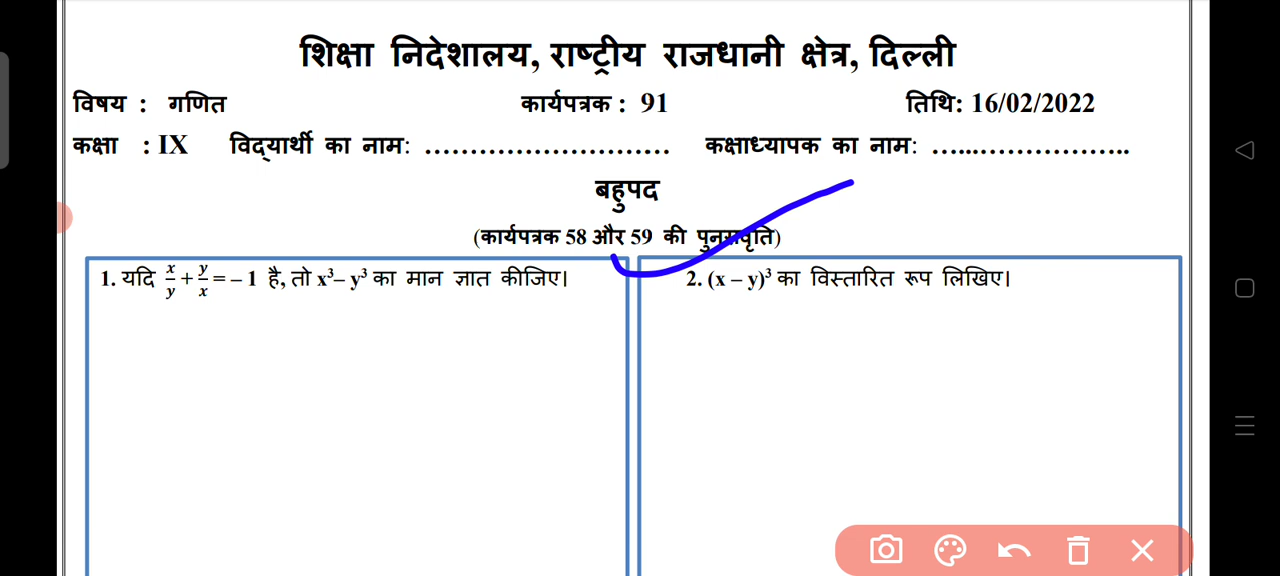 शिक्षा निदेशालय, राष्ट्रीय राजधानी क्षेत्र, दिल्ली
विषय : गणित कार्यपत्रक : 91 तिथि: 16/02/2022
कक्षा : IX विद्यार्थी का नाम: ........................... कक्षाध्यापक का नाम: ......................
बहुपद
(कार्यपत्रक 58 और 59 की पुनरावृति)
1. यदि x/y + y/x = – 1 है, तो x³– y³ का मान ज्ञात कीजिए।
2. (x – y)³ का विस्तारित रूप लिखिए।